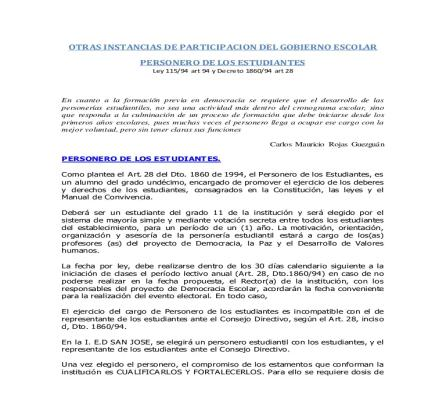 OTRAS INSTANCIAS DE PARTICIPACION DEL GOBIERNO ESCOLAR
PERSONERO DE LOS ESTUDIANTES
Ley 115/94 art 94 y Decreto 1860/94 art 28
En cuanto a la formación previa en democracia se requiere que el desarrollo de las
personerías estudiantiles, no sea una actividad más dentro del cronograma escolar, sino
que responda a la culminación de un proceso de formación que debe iniciarse desde los
primeros años escolares, pues muchas veces el personero llega a ocupar ese cargo con la
mejor voluntad, pero sin tener claras sus funciones
Carlos Mauricio Rojas Guezguán
PERSONERO DE LOS ESTUDIANTES.
Como plantea el Art. 28 del Dto. 1860 de 1994, el Personero de los Estudiantes, es
un alumno del grado undécimo, encargado de promover el ejercicio de los deberes
y derechos de los estudiantes, consagrados en la Constitución, las leyes y el
Manual de Convivencia.
Deberá ser un estudiante del grado 11 de la institución y será elegido por el
sistema de mayoría simple y mediante votación secreta entre todos los estudiantes
del establecimiento, para un período de un (1) año. La motivación, orientación,
organización y asesoría de la personería estudiantil estará a cargo de los(as)
profesores (as) del proyecto de Democracia, la Paz y el Desarrollo de Valores
humanos.
La fecha por ley, debe realizarse dentro de los 30 días calendario siguiente a la
iniciación de clases el período lectivo anual (Art. 28, Dto.1860/94) en caso de no
poderse realizar en la fecha propuesta, el Rector(a) de la institución, con los
responsables del proyecto de Democracia Escolar, acordarán la fecha conveniente
para la realización del evento electoral. En todo caso,
El ejercicio del cargo de Personero de los Estudiantes es incompatible con el de
representante de los estudiantes ante el Consejo Directivo, según el Art. 28, inciso
d, Dto. 1860/94.
En la I. E.D SAN JOSE, se elegirá un personero estudiantil con los estudiantes, y el
representante de los estudiantes ante el Consejo Directivo.
Una vez elegido el personero, el compromiso de los estamentos que conforman la
institución es CUALIFICARLOS Y FORTALECERLOS. Para ello se requiere dosis de